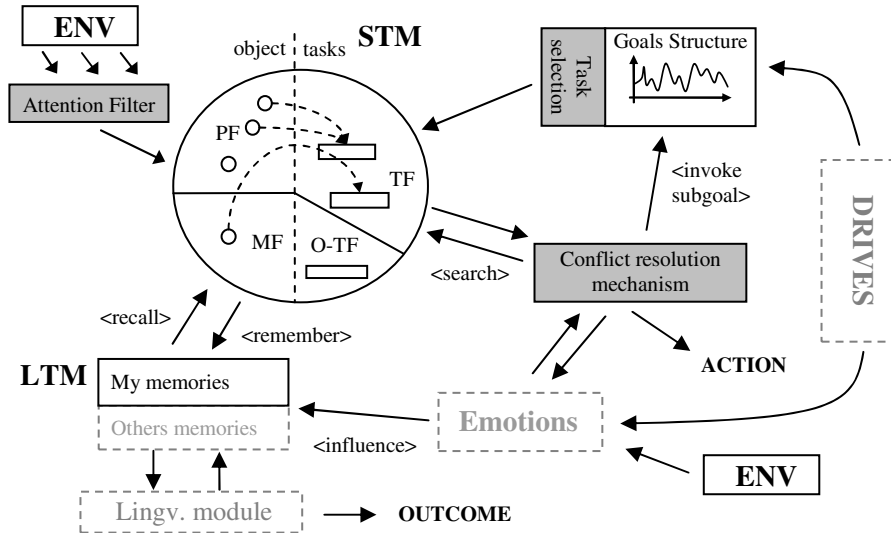 ENV
object
tasks
STM
Attention Filter
PF
TF
MF
O-TF
Task
selection
Goals Structure
<invoke
subgoal>
DRIVES
<search>
Conflict resolution
mechanism
<recall>
<remember>
ACTION
LTM
My memories
Others memories
Emotions
<influence>
ENV
Lingv. module
OUTCOME